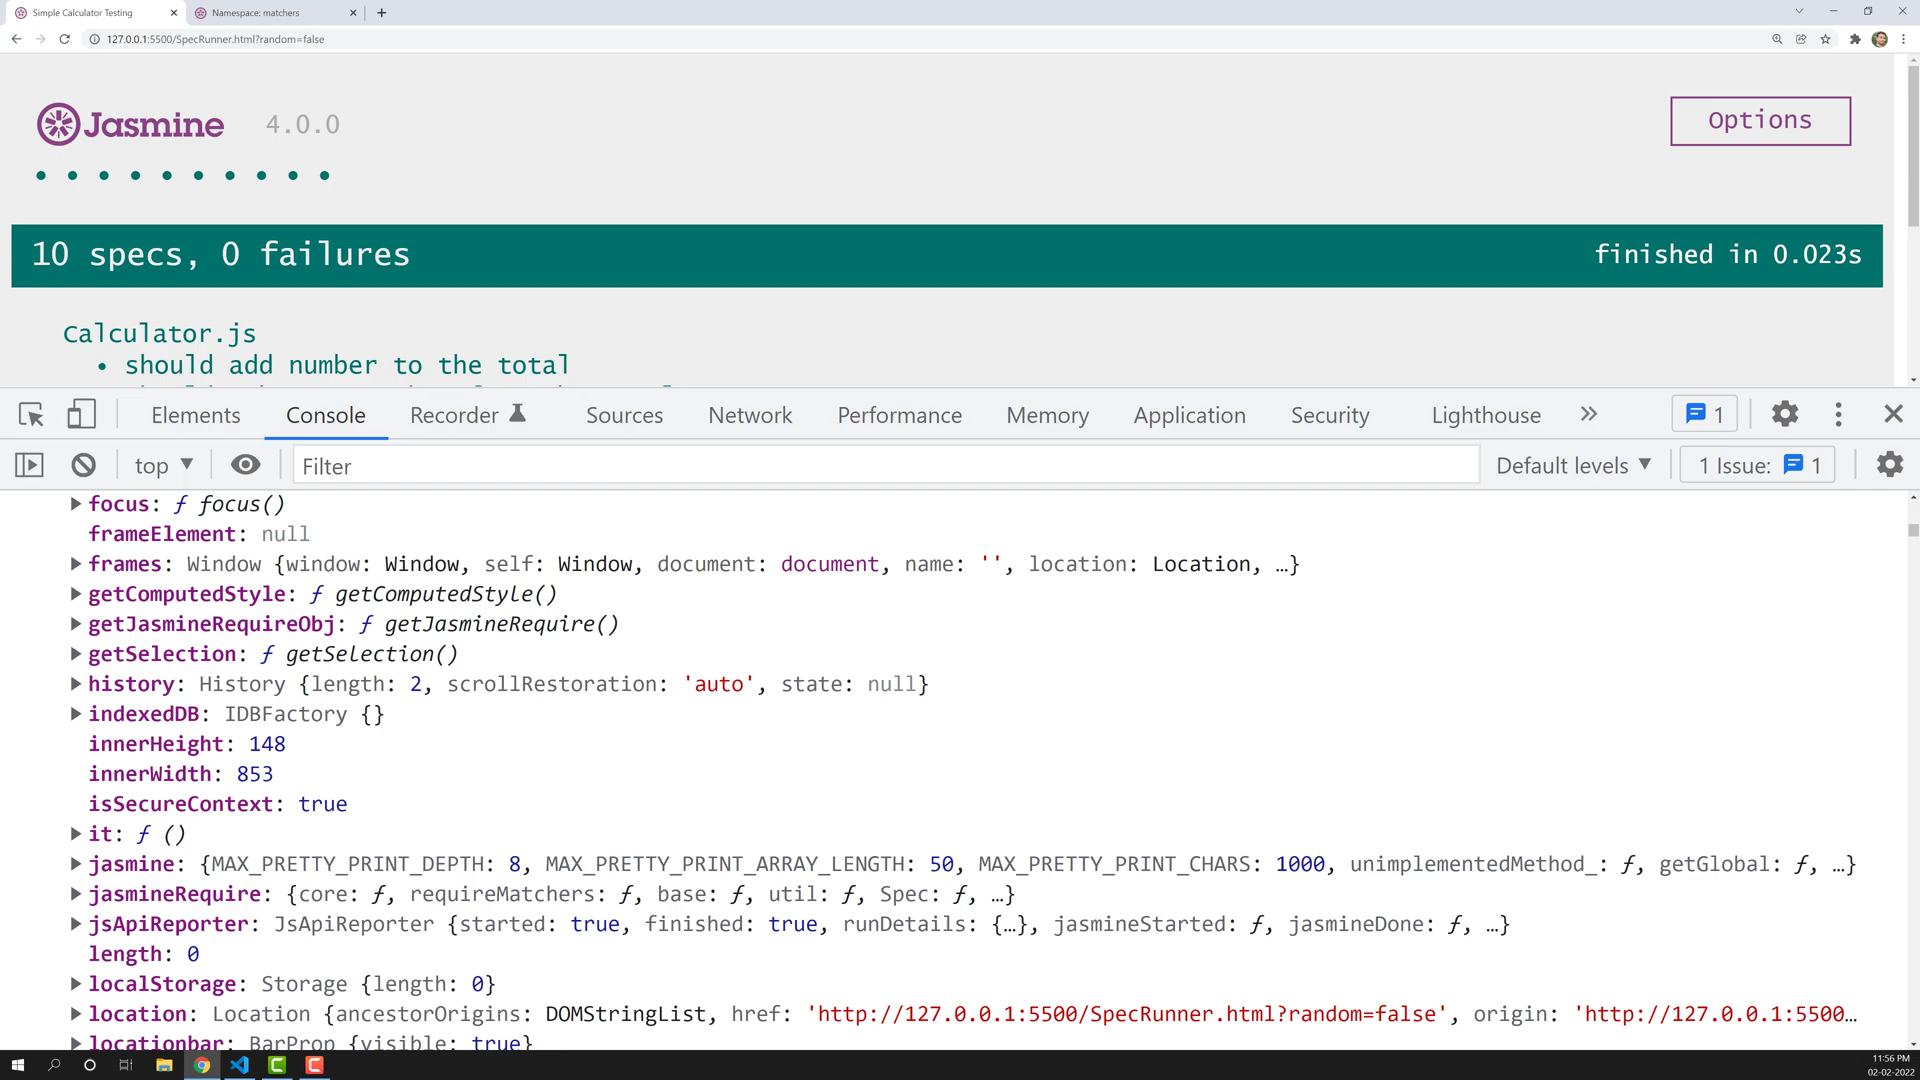 Simple Calculator Testing
Namespace: matchers
127.0.0.1:5500/SpecRunner.html?random=false
Jasmine 4.0.0
Options
10 specs, 0 failures
finished in 0.023s
Calculator.js
• should add number to the total
Elements Console Recorder Sources Network Performance Memory Application Security Lighthouse » 1
top Filter Default levels 1 Issue: 1
focus: ƒ focus()
frameElement: null
frames: Window {window: Window, self: Window, document: document, name: '', location: Location, …}
getComputedStyle: ƒ getComputedStyle()
getJasmineRequireObj: ƒ getJasmineRequire()
getSelection: ƒ getSelection()
history: History {length: 2, scrollRestoration: 'auto', state: null}
indexedDB: IDBFactory {}
innerHeight: 148
innerWidth: 853
isSecureContext: true
it: ƒ ()
jasmine: {MAX_PRETTY_PRINT_DEPTH: 8, MAX_PRETTY_PRINT_ARRAY_LENGTH: 50, MAX_PRETTY_PRINT_CHARS: 1000, unimplementedMethod_: ƒ, getGlobal: ƒ, …}
jasmineRequire: {core: ƒ, requireMatchers: ƒ, base: ƒ, util: ƒ, Spec: ƒ, …}
jsApiReporter: JsApiReporter {started: true, finished: true, runDetails: {…}, jasmineStarted: ƒ, jasmineDone: ƒ, …}
length: 0
localStorage: Storage {length: 0}
location: Location {ancestorOrigins: DOMStringList, href: 'http://127.0.0.1:5500/SpecRunner.html?random=false', origin: 'http://127.0.0.1:5500…
locationbar: BarProp {visible: true}
11:56 PM
02-02-2022